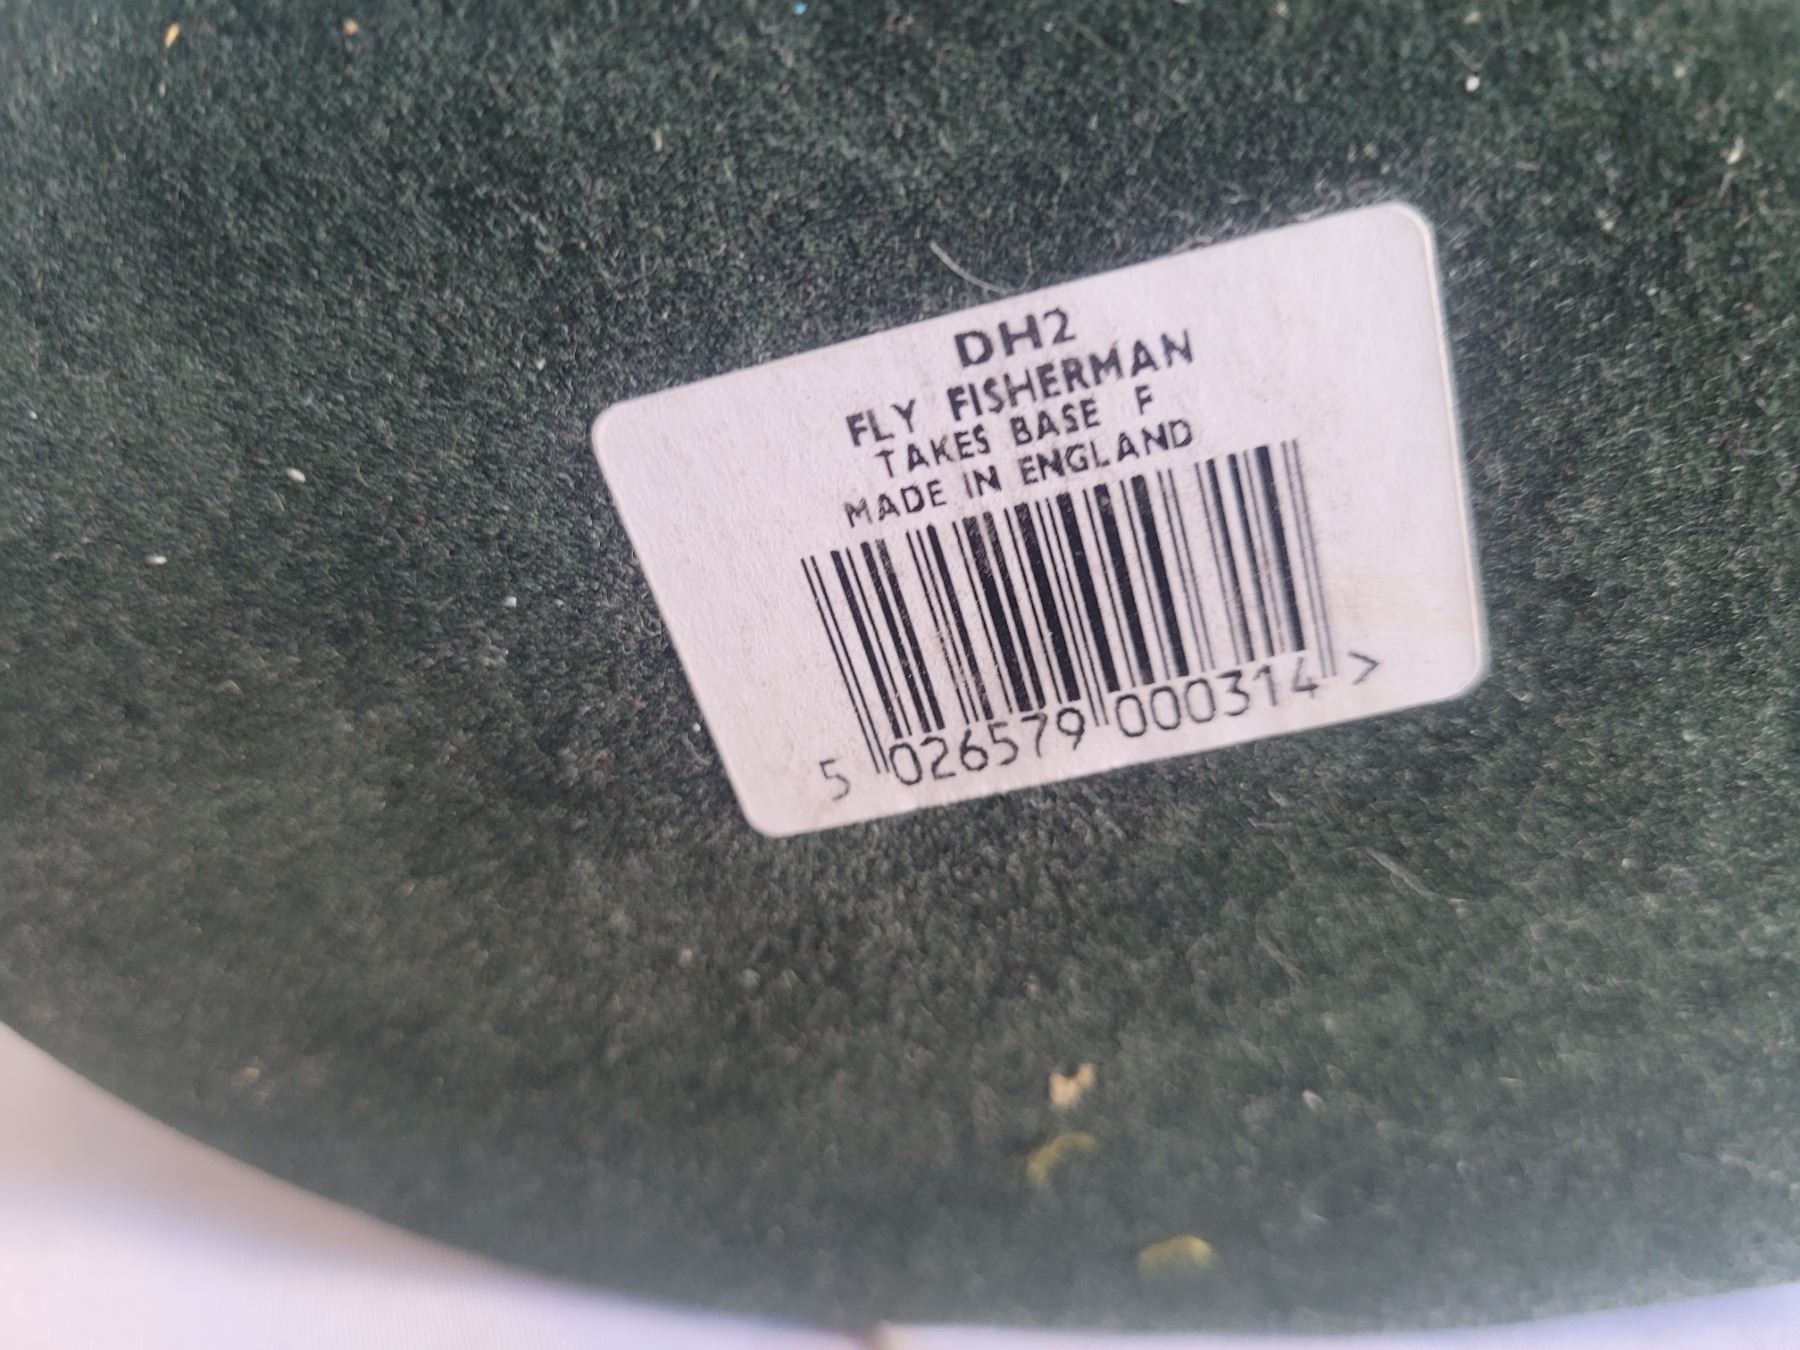 DH2
FLY FISHERMAN
TAKES BASE F
MADE IN ENGLAND
5 026579 000314 >